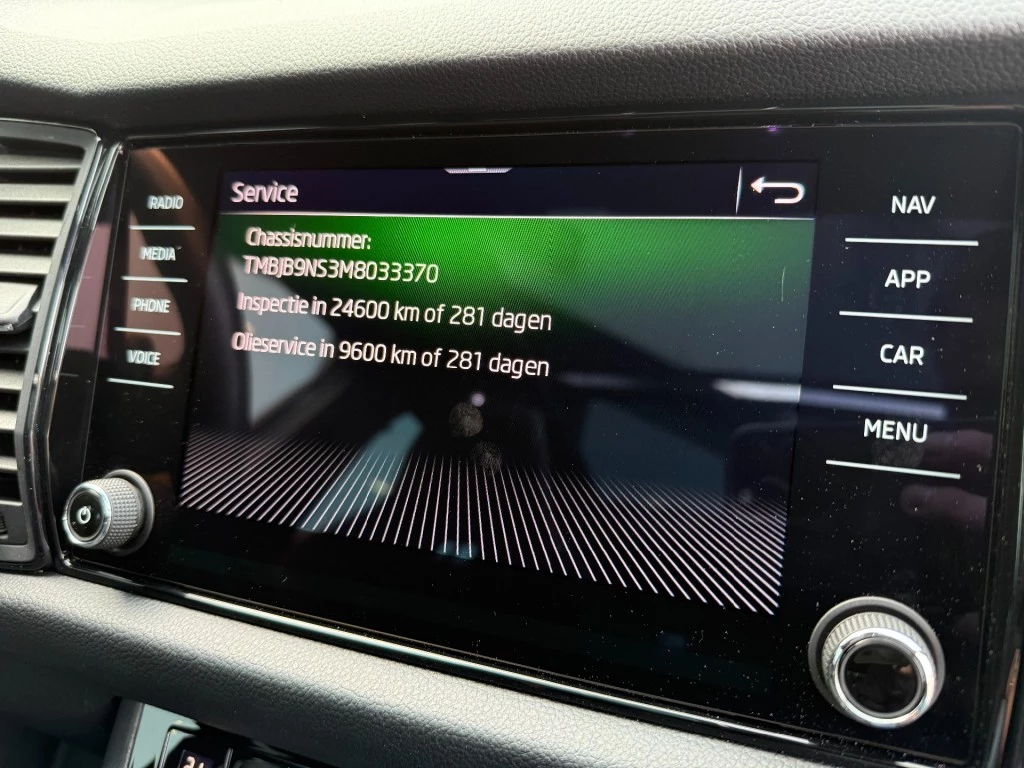 Service
Chassisnummer:
TMBJB9NS3M8033370
Inspectie in 24600 km of 281 dagen
Olieservice in 9600 km of 281 dagen
RADIO
MEDIA
PHONE
VOICE
NAV
APP
CAR
MENU